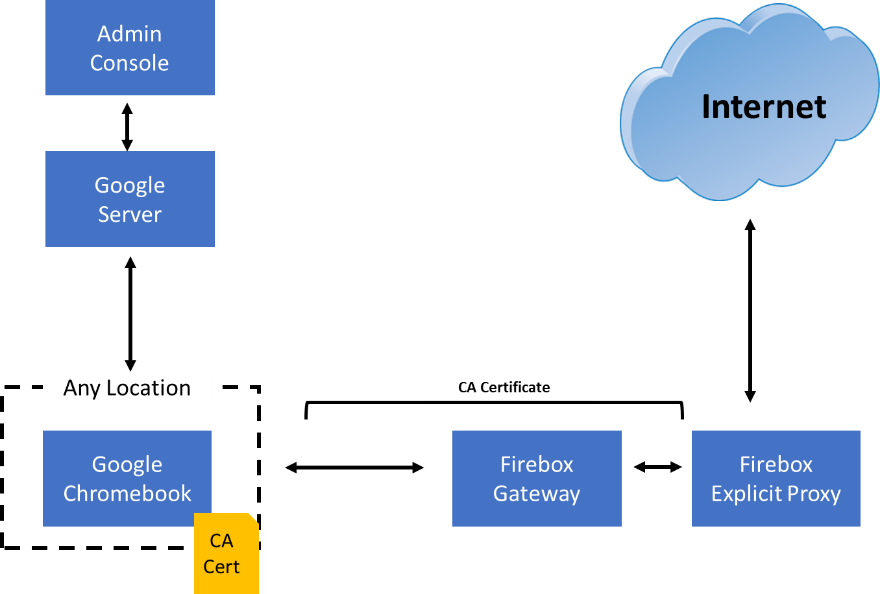 Admin
Console
Google
Server
Internet
Any Location
CA Certificate
Google
Chromebook
Firebox
Gateway
Firebox
Explicit Proxy
CA
Cert